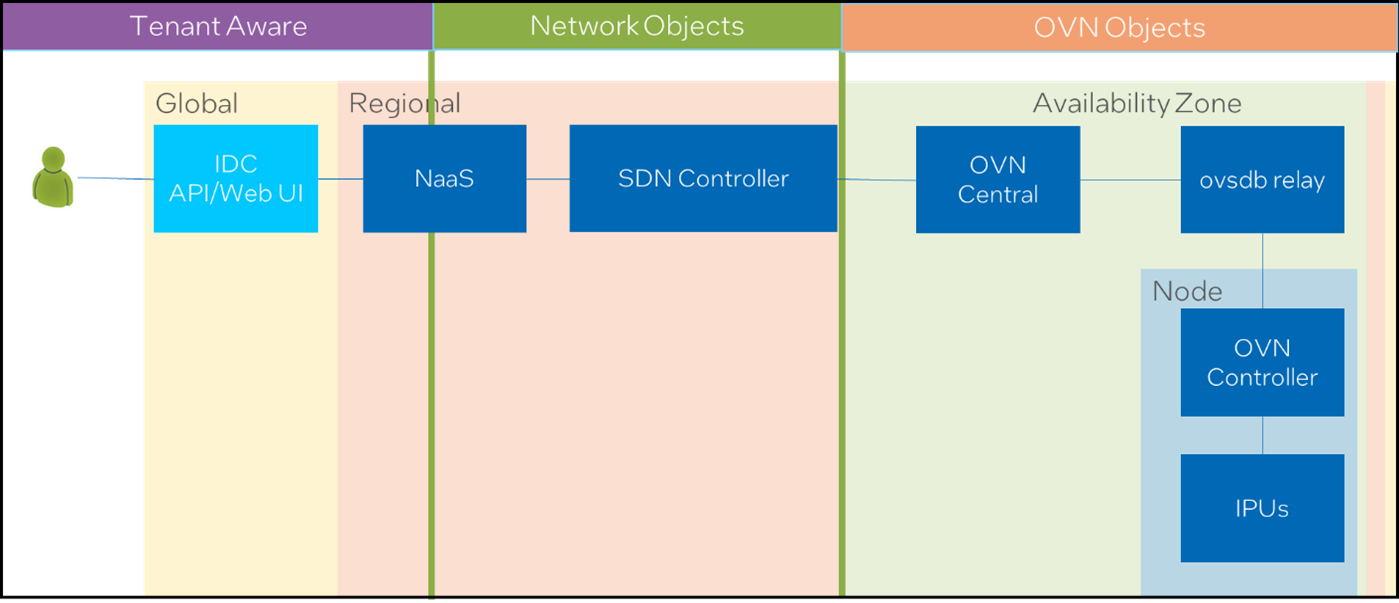 Tenant Aware
Network Objects
OVN Objects
Global
Regional
Availability Zone
IDC
API/Web UI
NaaS
SDN Controller
OVN
Central
ovsdb relay
Node
OVN
Controller
IPUs